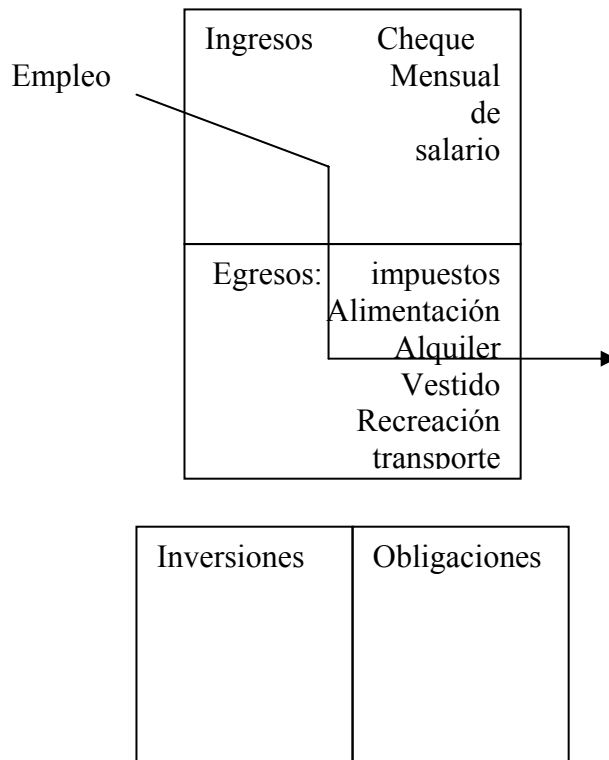 Ingresos Cheque
Empleo Mensual
de
salario
Egresos: impuestos
Alimentación
Alquiler
Vestido
Recreación
transporte
Inversiones Obligaciones